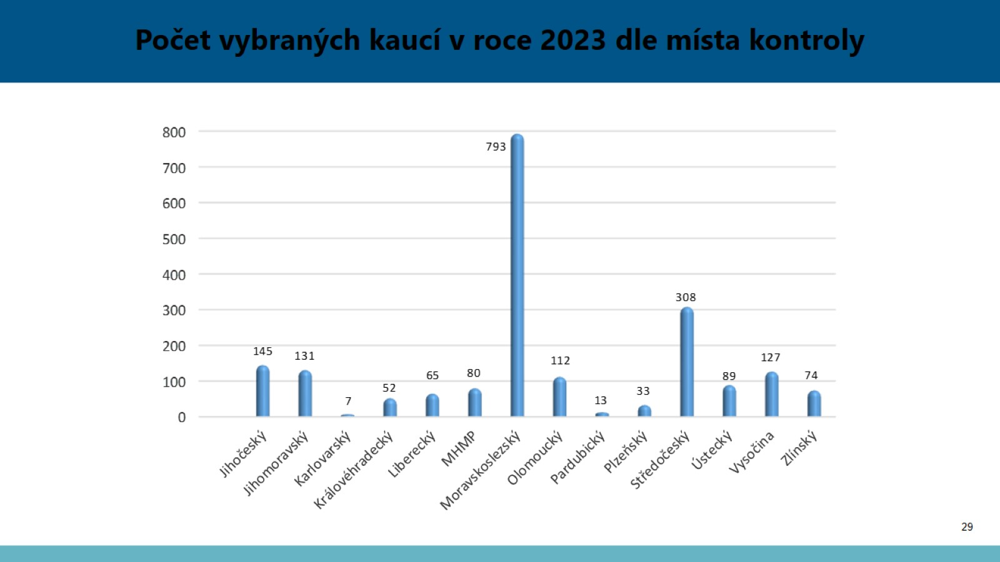 Počet vybraných kaucí v roce 2023 dle místa kontroly
800
700
600
500
400
300
200
100
0
145
131
7
52
65
80
793
112
13
33
308
89
127
74
Jihočeský
Jihomoravský
Karlovarský
Královéhradecký
Liberecký
MHMP
Moravskoslezský
Olomoucký
Pardubický
Plzeňský
Středočeský
Ústecký
Vysočina
Zlínský
29